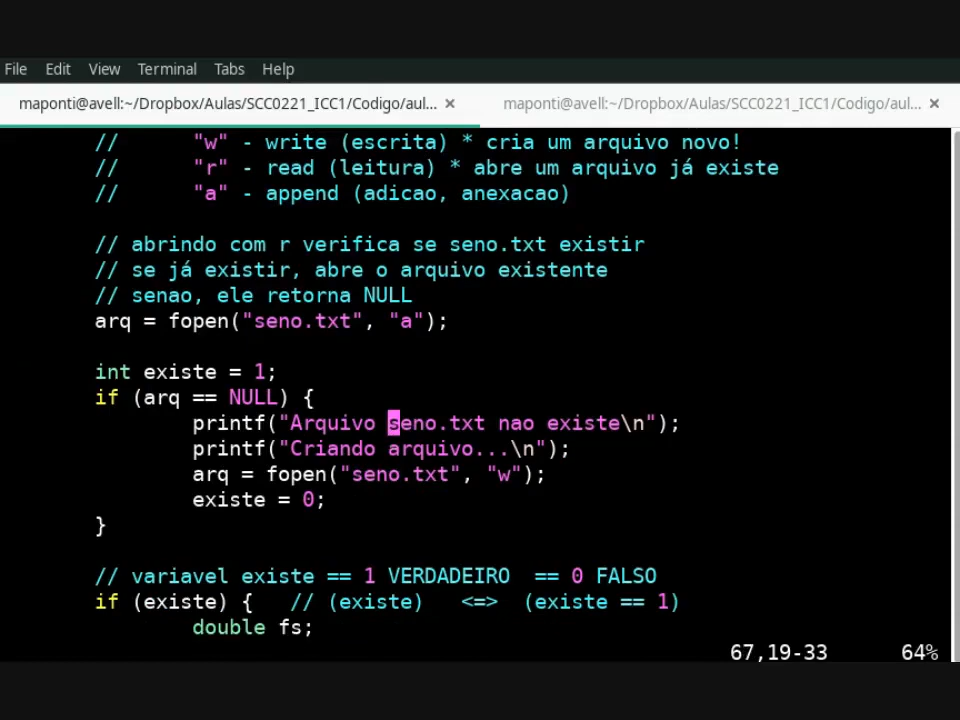 File Edit View Terminal Tabs Help
maponti@avell:~/Dropbox/Aulas/SCC0221_ICC1/Codigo/aul... × maponti@avell:~/Dropbox/Aulas/SCC0221_ICC1/Codigo/aul... ×
// "w" - write (escrita) * cria um arquivo novo!
// "r" - read (leitura) * abre um arquivo já existe
// "a" - append (adicao, anexacao)
// abrindo com r verifica se seno.txt existir
// se já existir, abre o arquivo existente
// senao, ele retorna NULL
arq = fopen("seno.txt", "a");
int existe = 1;
if (arq == NULL) {
printf("Arquivo seno.txt nao existe\n");
printf("Criando arquivo...\n");
arq = fopen("seno.txt", "w");
existe = 0;
}
// variavel existe == 1 VERDADEIRO == 0 FALSO
if (existe) { // (existe) <=> (existe == 1)
double fs;
67,19-33 64%